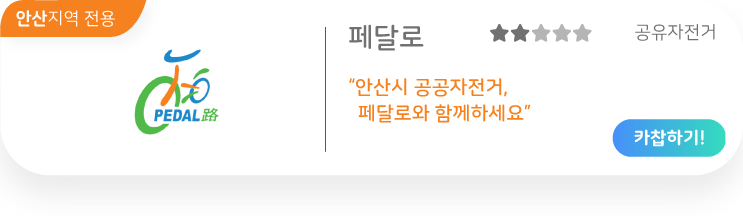 안산지역 전용
PEDAL路
페달로
공유자전거
“안산시 공공자전거,
페달로와 함께하세요”
카찹하기!